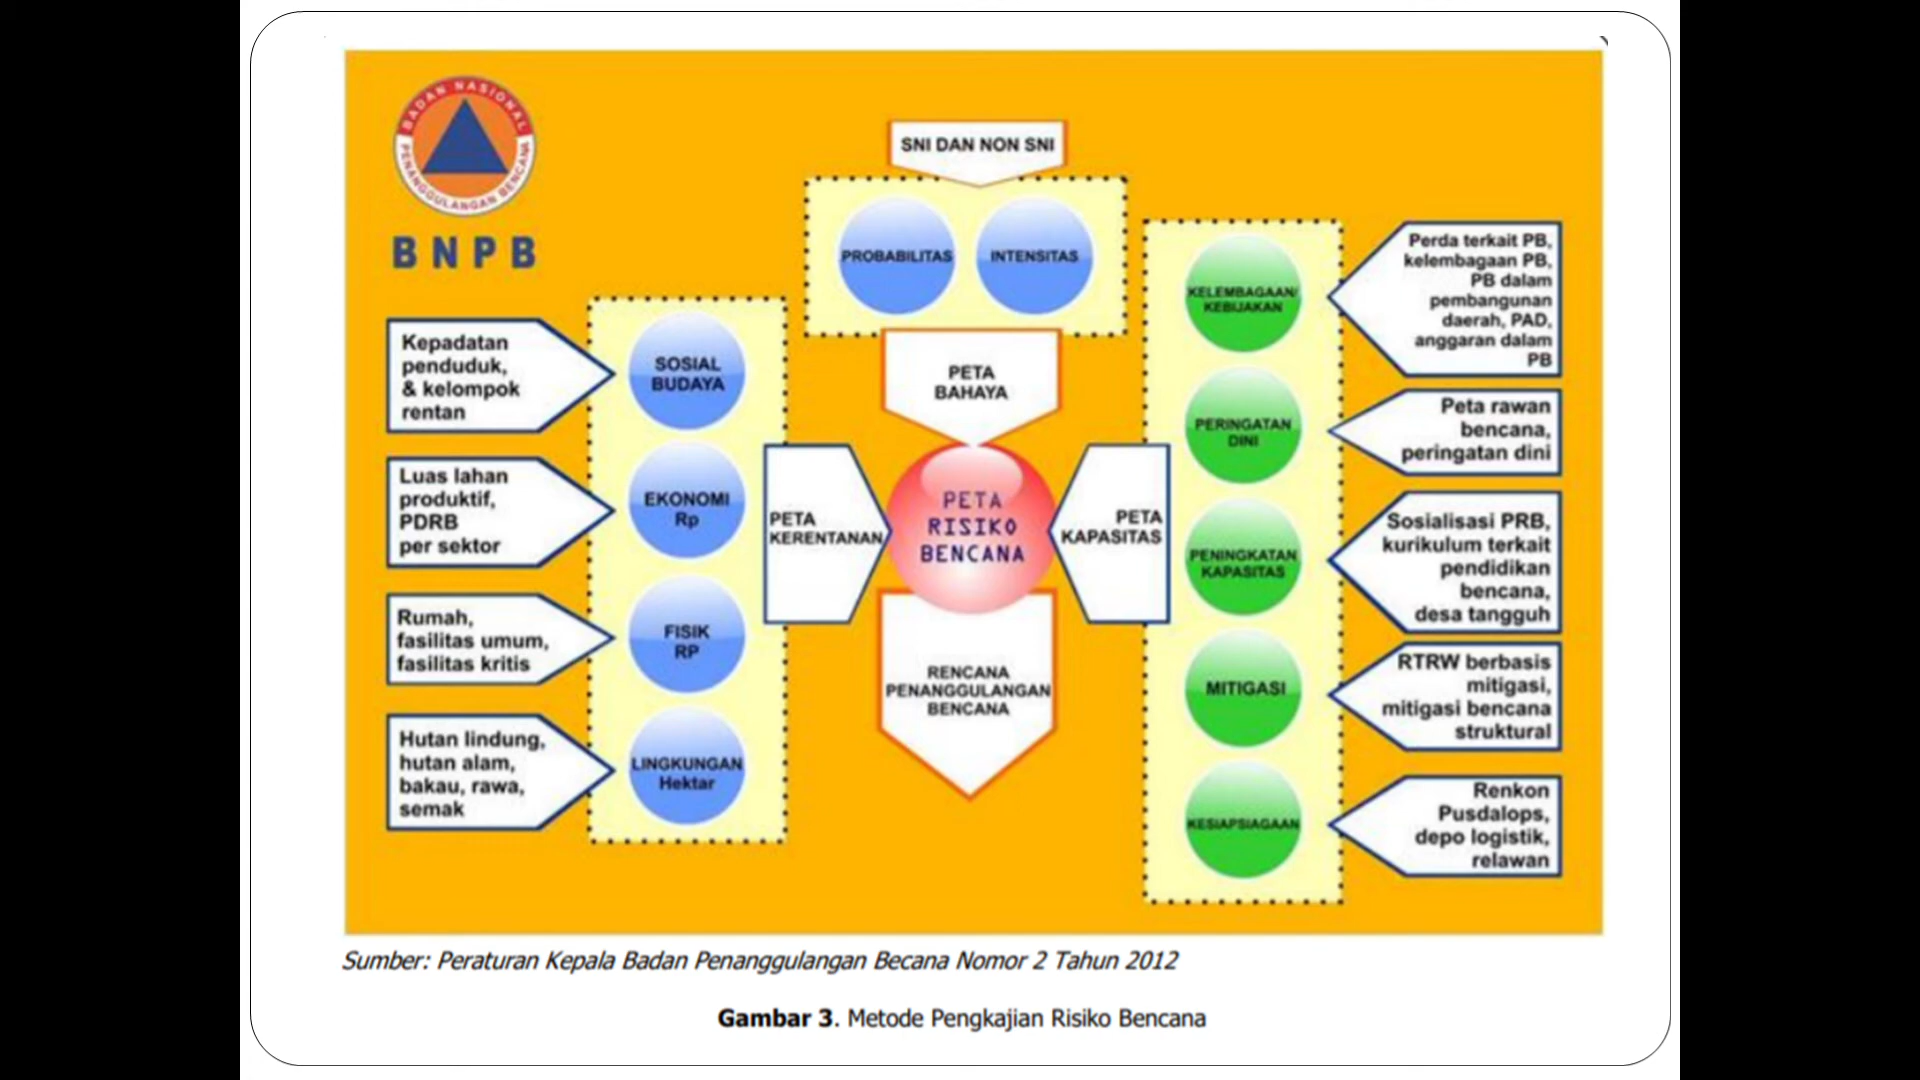 BADAN NASIONAL
PENANGGULANGAN BENCANA
BNPB
SNI DAN NON SNI
PROBABILITAS
INTENSITAS
PETA
BAHAYA
Kepadatan
penduduk,
& kelompok
rentan
Luas lahan
produktif,
PDRB
per sektor
Rumah,
fasilitas umum,
fasilitas kritis
Hutan lindung,
hutan alam,
bakau, rawa,
semak
SOSIAL
BUDAYA
EKONOMI
Rp
FISIK
RP
LINGKUNGAN
Hektar
PETA
KERENTANAN
PETA
RISIKO
BENCANA
PETA
KAPASITAS
RENCANA
PENANGGULANGAN
BENCANA
KELEMBAGAAN/
KEBIJAKAN
PERINGATAN
DINI
PENINGKATAN
KAPASITAS
MITIGASI
KESIAPSIAGAAN
Perda terkait PB,
kelembagaan PB,
PB dalam
pembangunan
daerah, PAD,
anggaran dalam
PB
Peta rawan
bencana,
peringatan dini
Sosialisasi PRB,
kurikulum terkait
pendidikan
bencana,
desa tangguh
RTRW berbasis
mitigasi,
mitigasi bencana
struktural
Renkon
Pusdalops,
depo logistik,
relawan
Sumber: Peraturan Kepala Badan Penanggulangan Becana Nomor 2 Tahun 2012
Gambar 3. Metode Pengkajian Risiko Bencana